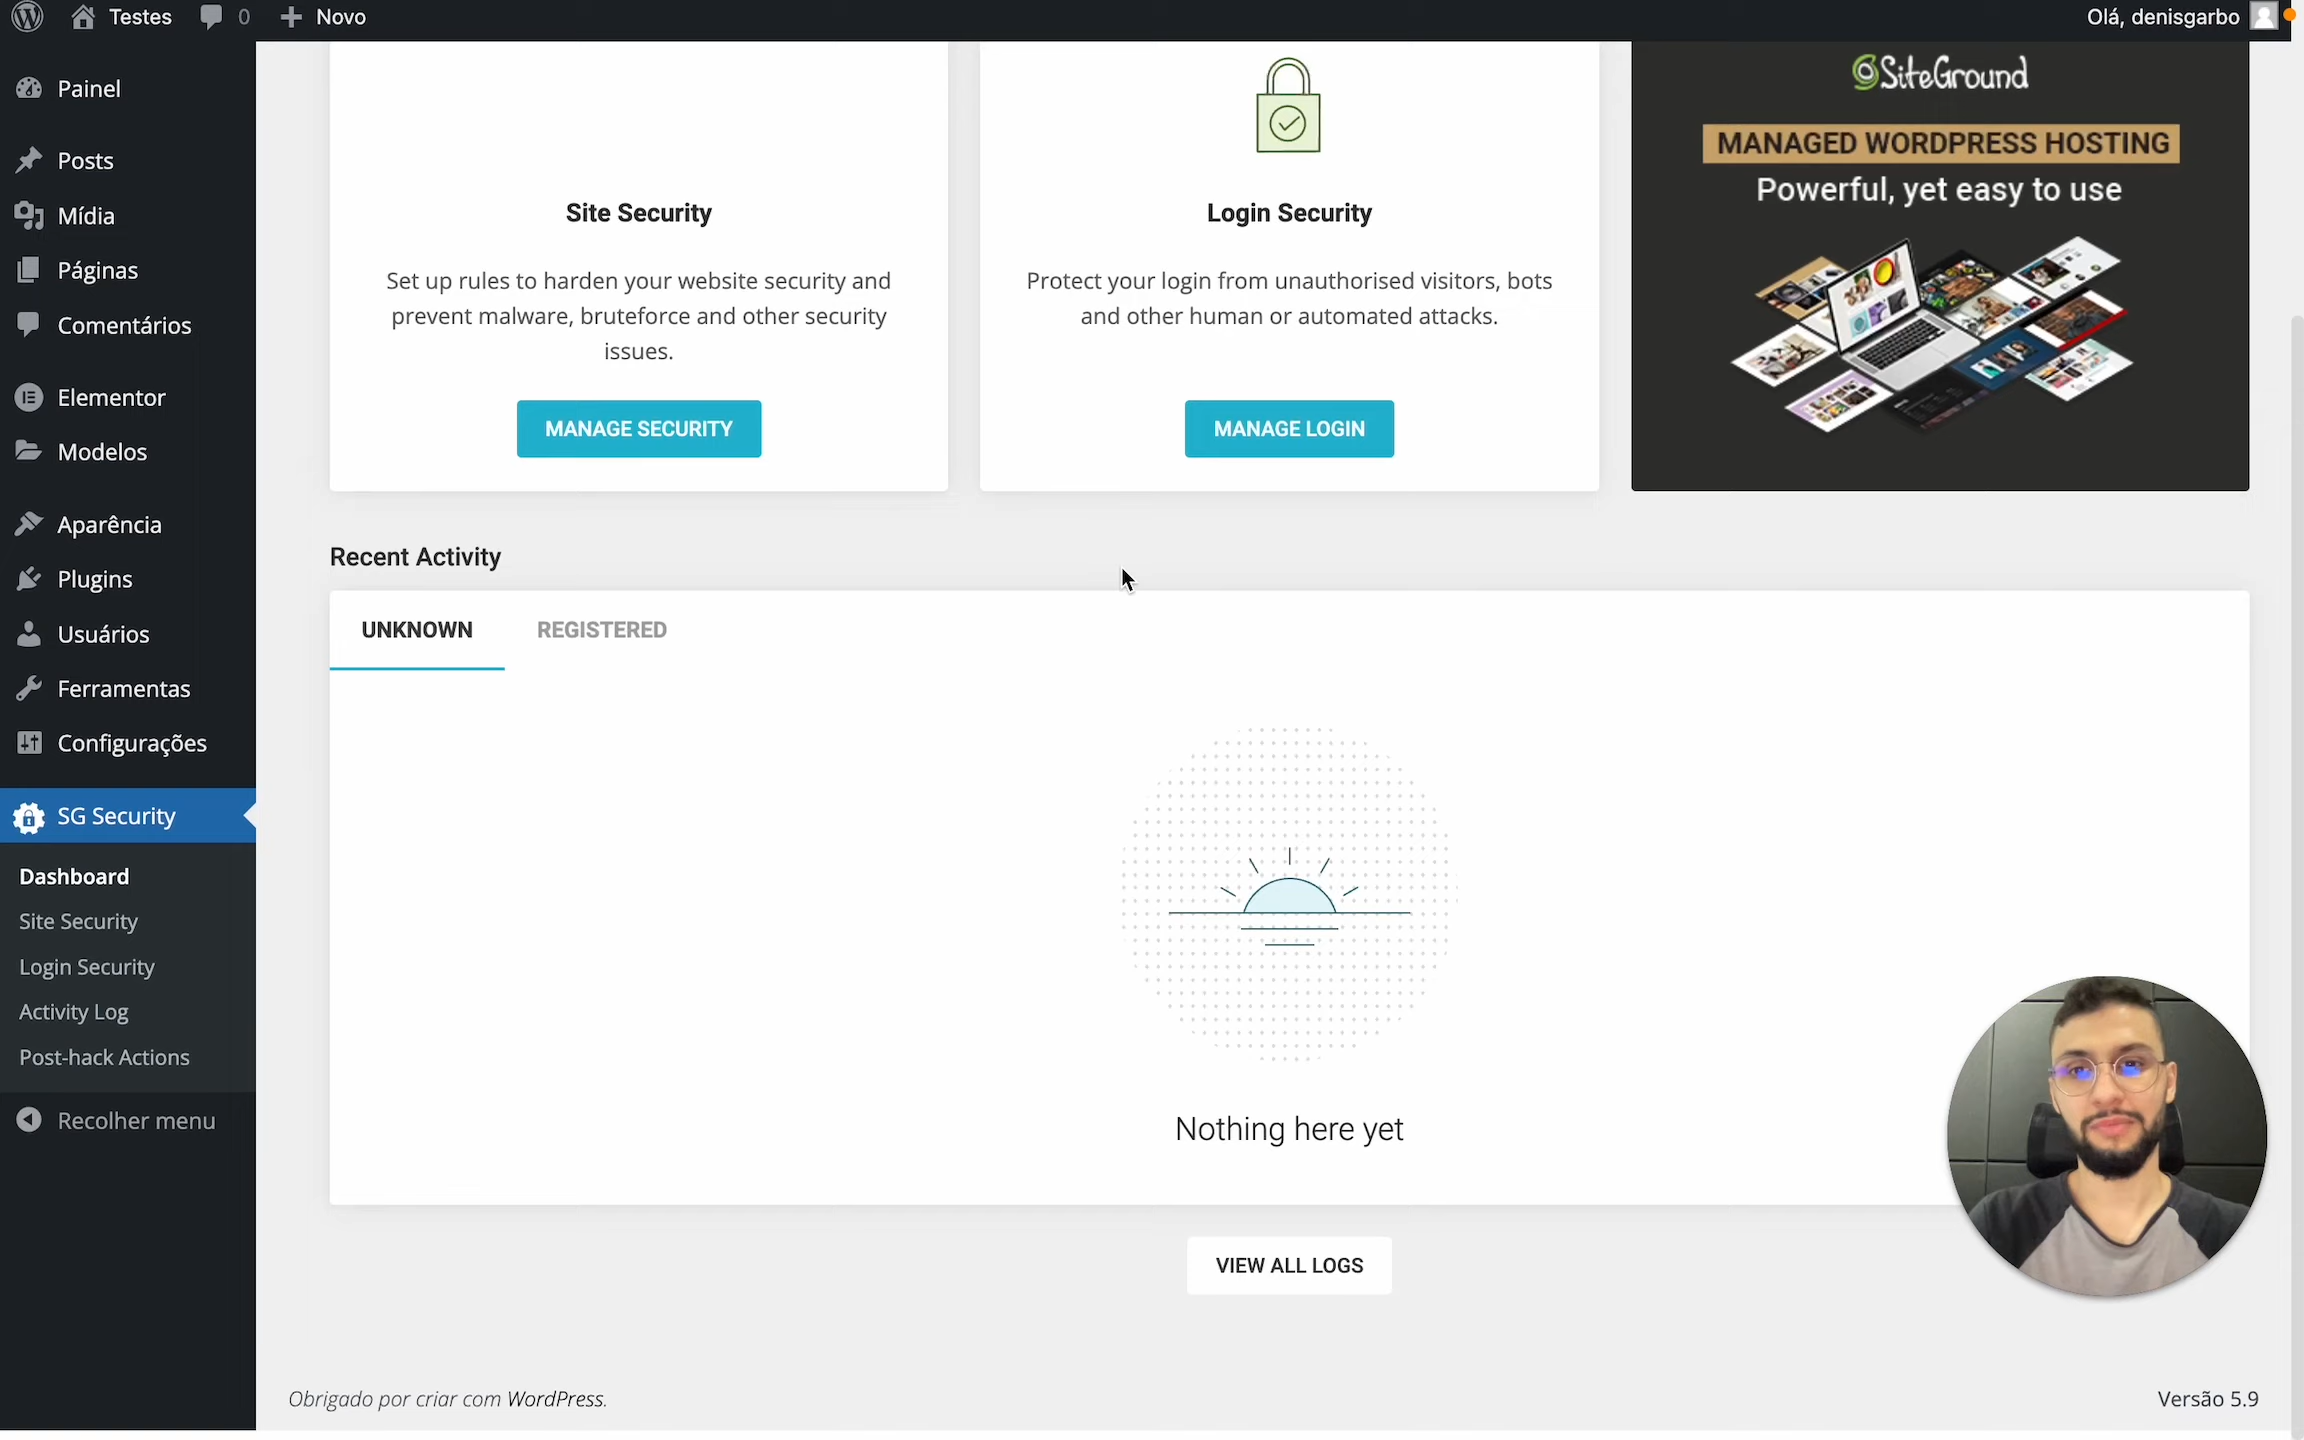 Testes
0
Novo
Olá, denisgarbo
Painel
Posts
Mídia
Páginas
Comentários
Elementor
Modelos
Aparência
Plugins
Usuários
Ferramentas
Configurações
SG Security
Dashboard
Site Security
Login Security
Activity Log
Post-hack Actions
Recolher menu
Site Security
Set up rules to harden your website security and
prevent malware, bruteforce and other security
issues.
MANAGE SECURITY
Login Security
Protect your login from unauthorised visitors, bots
and other human or automated attacks.
MANAGE LOGIN
SiteGround
MANAGED WORDPRESS HOSTING
Powerful, yet easy to use
Recent Activity
UNKNOWN
REGISTERED
Nothing here yet
VIEW ALL LOGS
Obrigado por criar com WordPress.
Versão 5.9